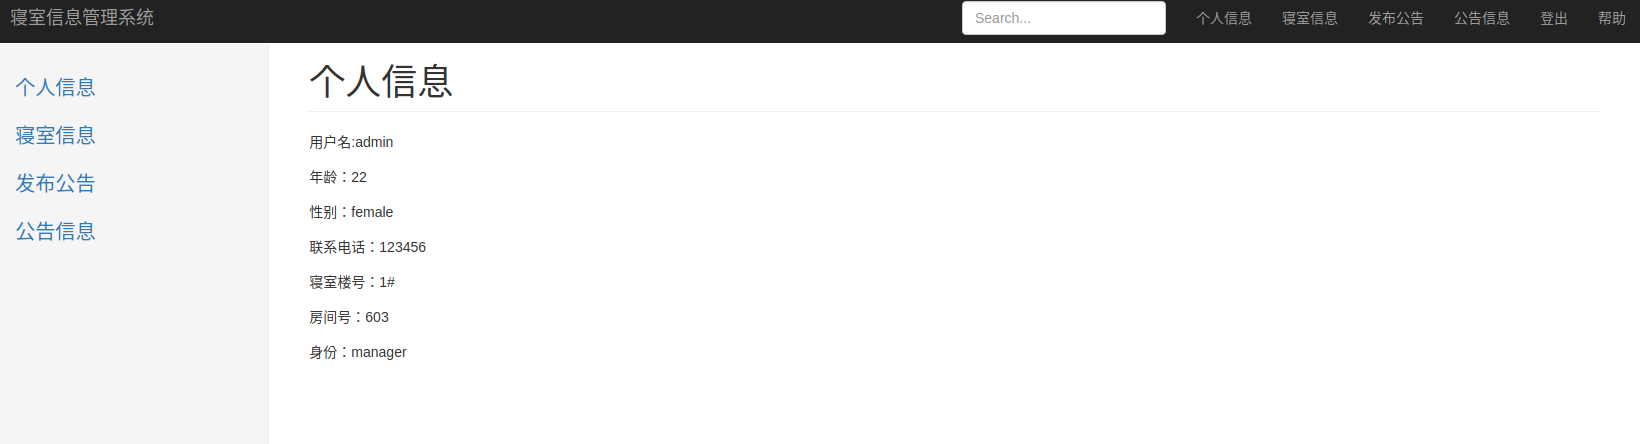 寝室信息管理系统 Search... 个人信息 寝室信息 发布公告 公告信息 登出 帮助
个人信息
寝室信息
发布公告
公告信息
个人信息
用户名:admin
年龄：22
性别：female
联系电话：123456
寝室楼号：1#
房间号：603
身份：manager